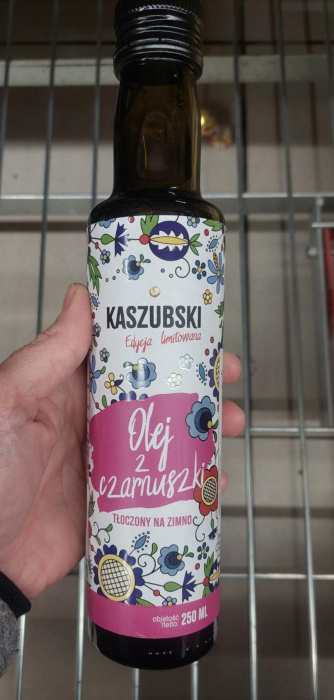 KASZUBSKI
Edycja limitowana
Olej
z
czarnuszki
TŁOCZONY NA ZIMNO
objętość
netto: 250 ML